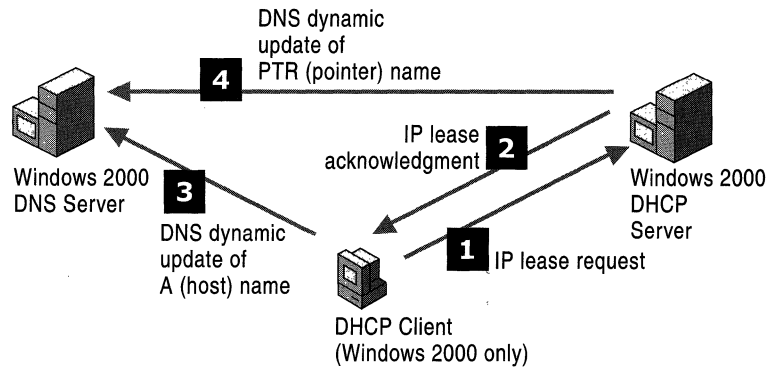 DNS dynamic
update of
PTR (pointer) name
4
IP lease
acknowledgment
2
Windows 2000
DNS Server
Windows 2000
DHCP
Server
3
DNS dynamic
update of
A (host) name
1
IP lease request
DHCP Client
(Windows 2000 only)